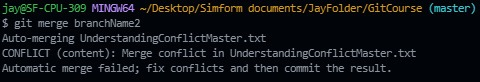 jay@SF-CPU-309 MINGW64 ~/Desktop/Simform documents/JayFolder/GitCourse (master)
$ git merge branchName2
Auto-merging UnderstandingConflictMaster.txt
CONFLICT (content): Merge conflict in UnderstandingConflictMaster.txt
Automatic merge failed; fix conflicts and then commit the result.